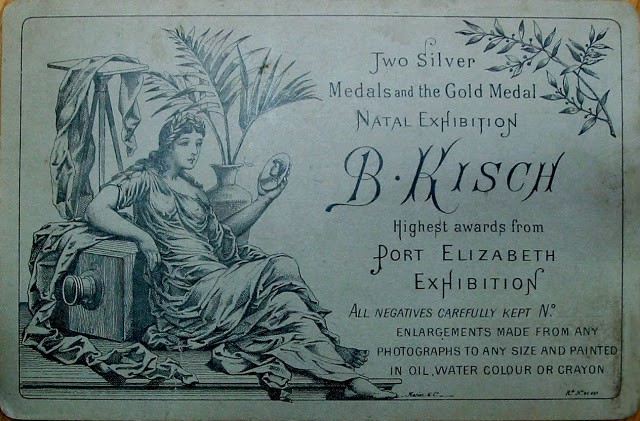 Two Silver
Medals and the Gold Medal
NATAL EXHIBITION
B. KISCH
Highest awards from
PORT ELIZABETH
EXHIBITION
ALL NEGATIVES CAREFULLY KEPT No.
ENLARGEMENTS MADE FROM ANY
PHOTOGRAPHS TO ANY SIZE AND PAINTED
IN OIL, WATER COLOUR OR CRAYON